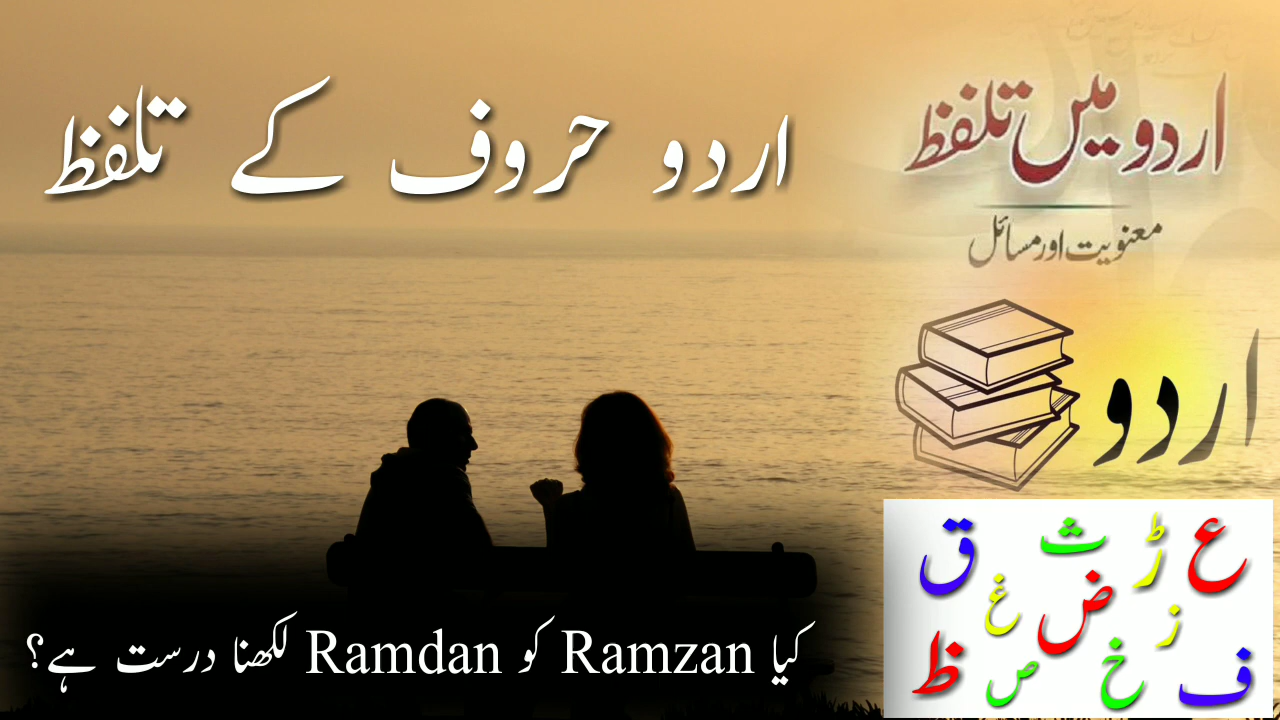 اردو حروف کے تلفظ
اردو میں تلفظ
معنویت اور مسائل
اردو
ع ڑ ث ق
ز ض غ
ف خ ص ظ
کیا Ramzan کو Ramdan لکھنا درست ہے؟